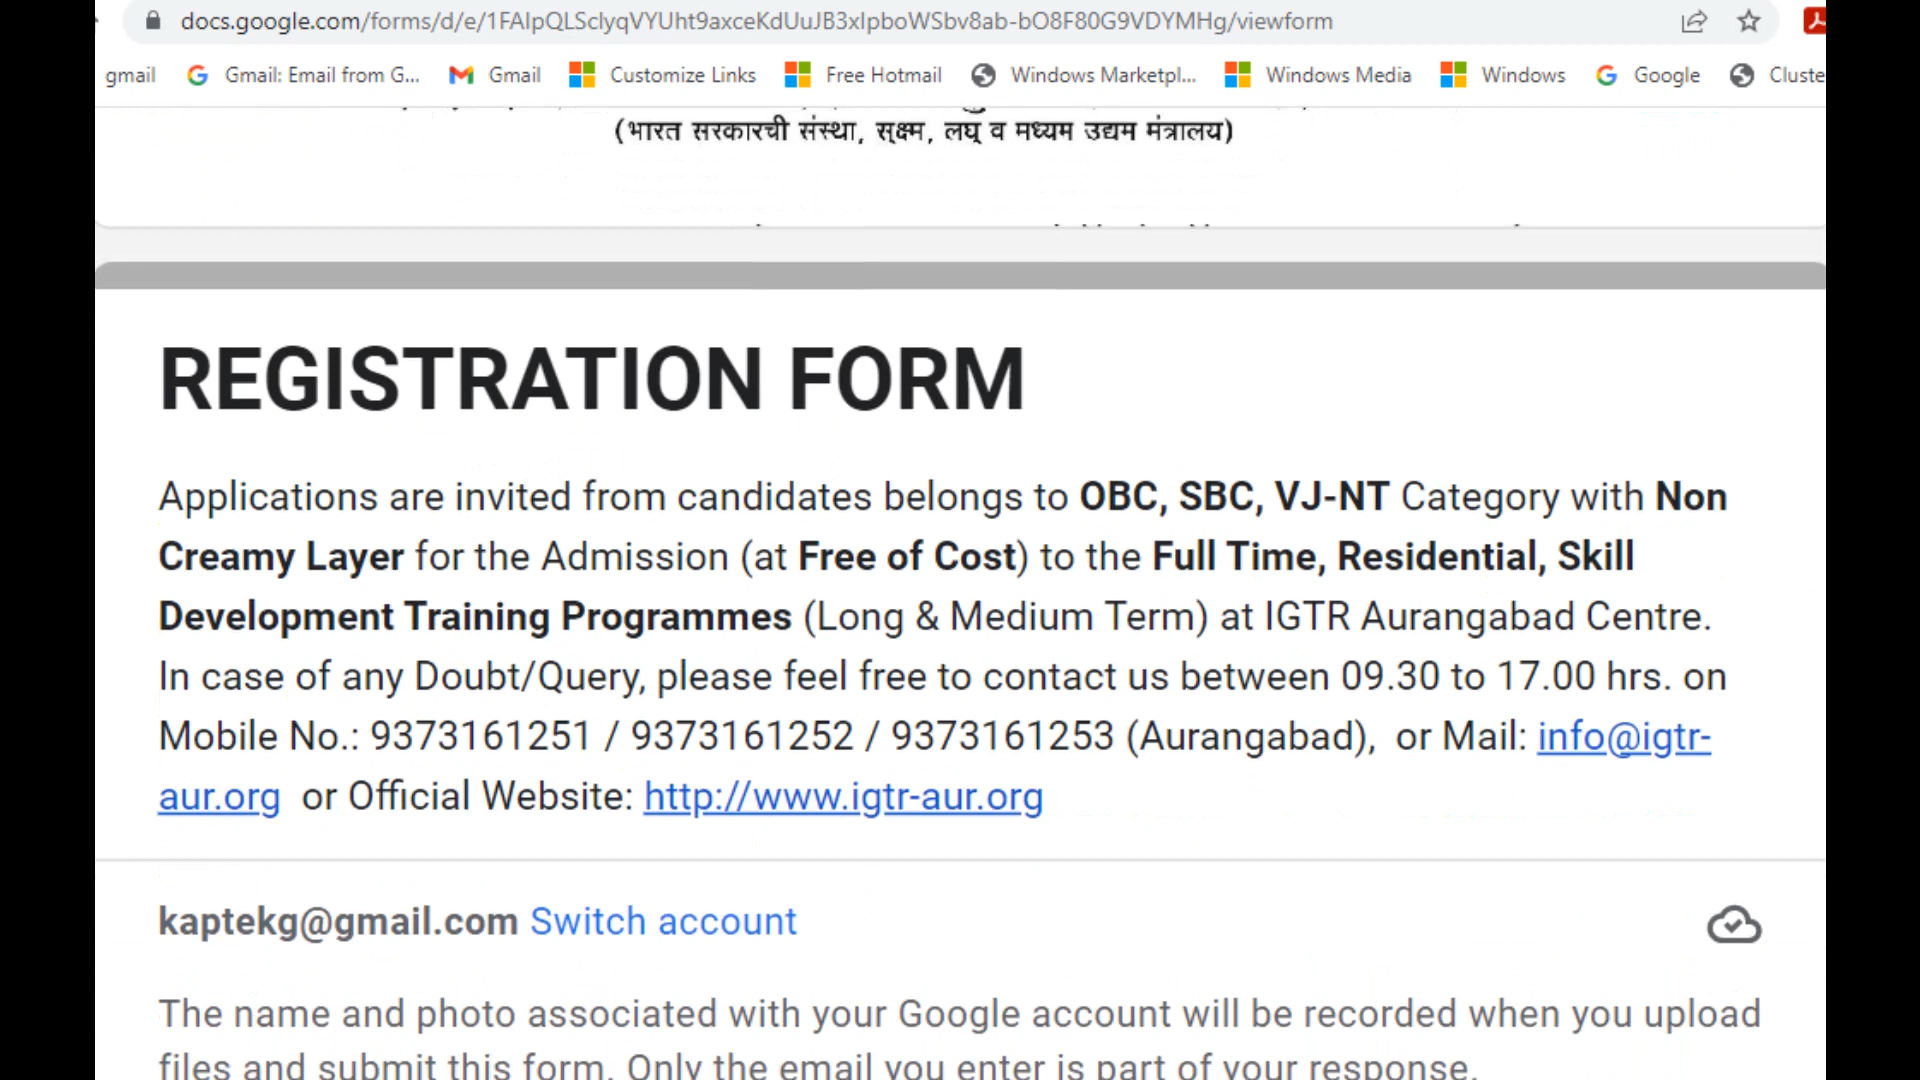 docs.google.com/forms/d/e/1FAIpQLSclyqVYUht9axceKdUuJB3xIpboWSbv8ab-bO8F80G9VDYMHg/viewform
gmail Gmail: Email from G... Gmail Customize Links Free Hotmail Windows Marketpl... Windows Media Windows Google Cluste
(भारत सरकारची संस्था, सूक्ष्म, लघु व मध्यम उद्यम मंत्रालय)
REGISTRATION FORM
Applications are invited from candidates belongs to OBC, SBC, VJ-NT Category with Non
Creamy Layer for the Admission (at Free of Cost) to the Full Time, Residential, Skill
Development Training Programmes (Long & Medium Term) at IGTR Aurangabad Centre.
In case of any Doubt/Query, please feel free to contact us between 09.30 to 17.00 hrs. on
Mobile No.: 9373161251 / 9373161252 / 9373161253 (Aurangabad), or Mail: info@igtr-
aur.org or Official Website: http://www.igtr-aur.org
kaptekg@gmail.com Switch account
The name and photo associated with your Google account will be recorded when you upload
files and submit this form. Only the email you enter is part of your response.